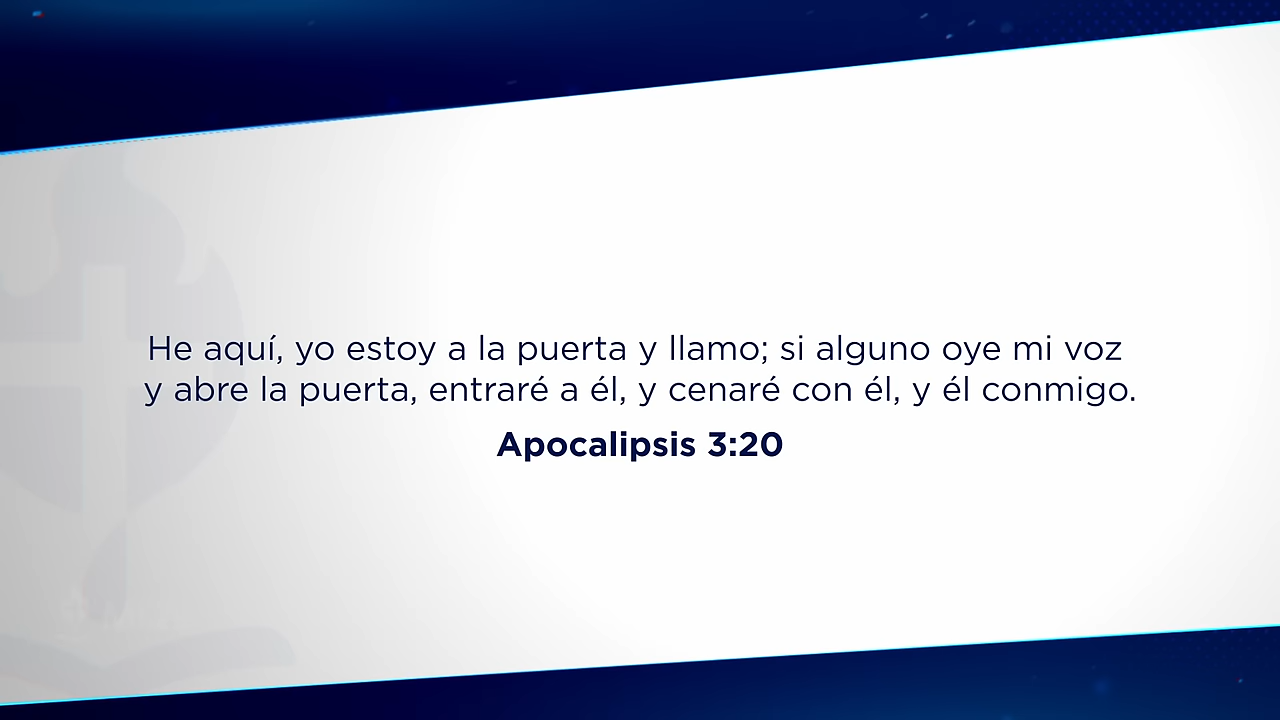 He aquí, yo estoy a la puerta y llamo; si alguno oye mi voz
y abre la puerta, entraré a él, y cenaré con él, y él conmigo.
Apocalipsis 3:20